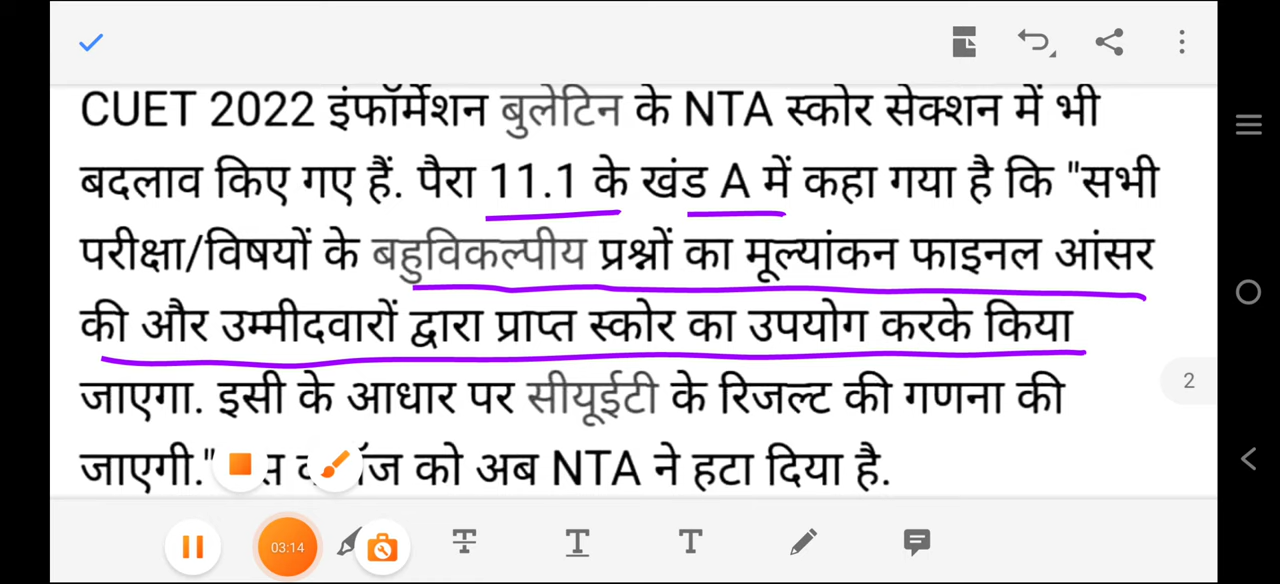 CUET 2022 इंफॉर्मेशन बुलेटिन के NTA स्कोर सेक्शन में भी
बदलाव किए गए हैं. पैरा 11.1 के खंड A में कहा गया है कि "सभी
परीक्षा/विषयों के बहुविकल्पीय प्रश्नों का मूल्यांकन फाइनल आंसर
की और उम्मीदवारों द्वारा प्राप्त स्कोर का उपयोग करके किया
2
जाएगा. इसी के आधार पर सीयूईटी के रिजल्ट की गणना की
जाएगी." को अब NTA ने हटा दिया है.
03:14 T T T